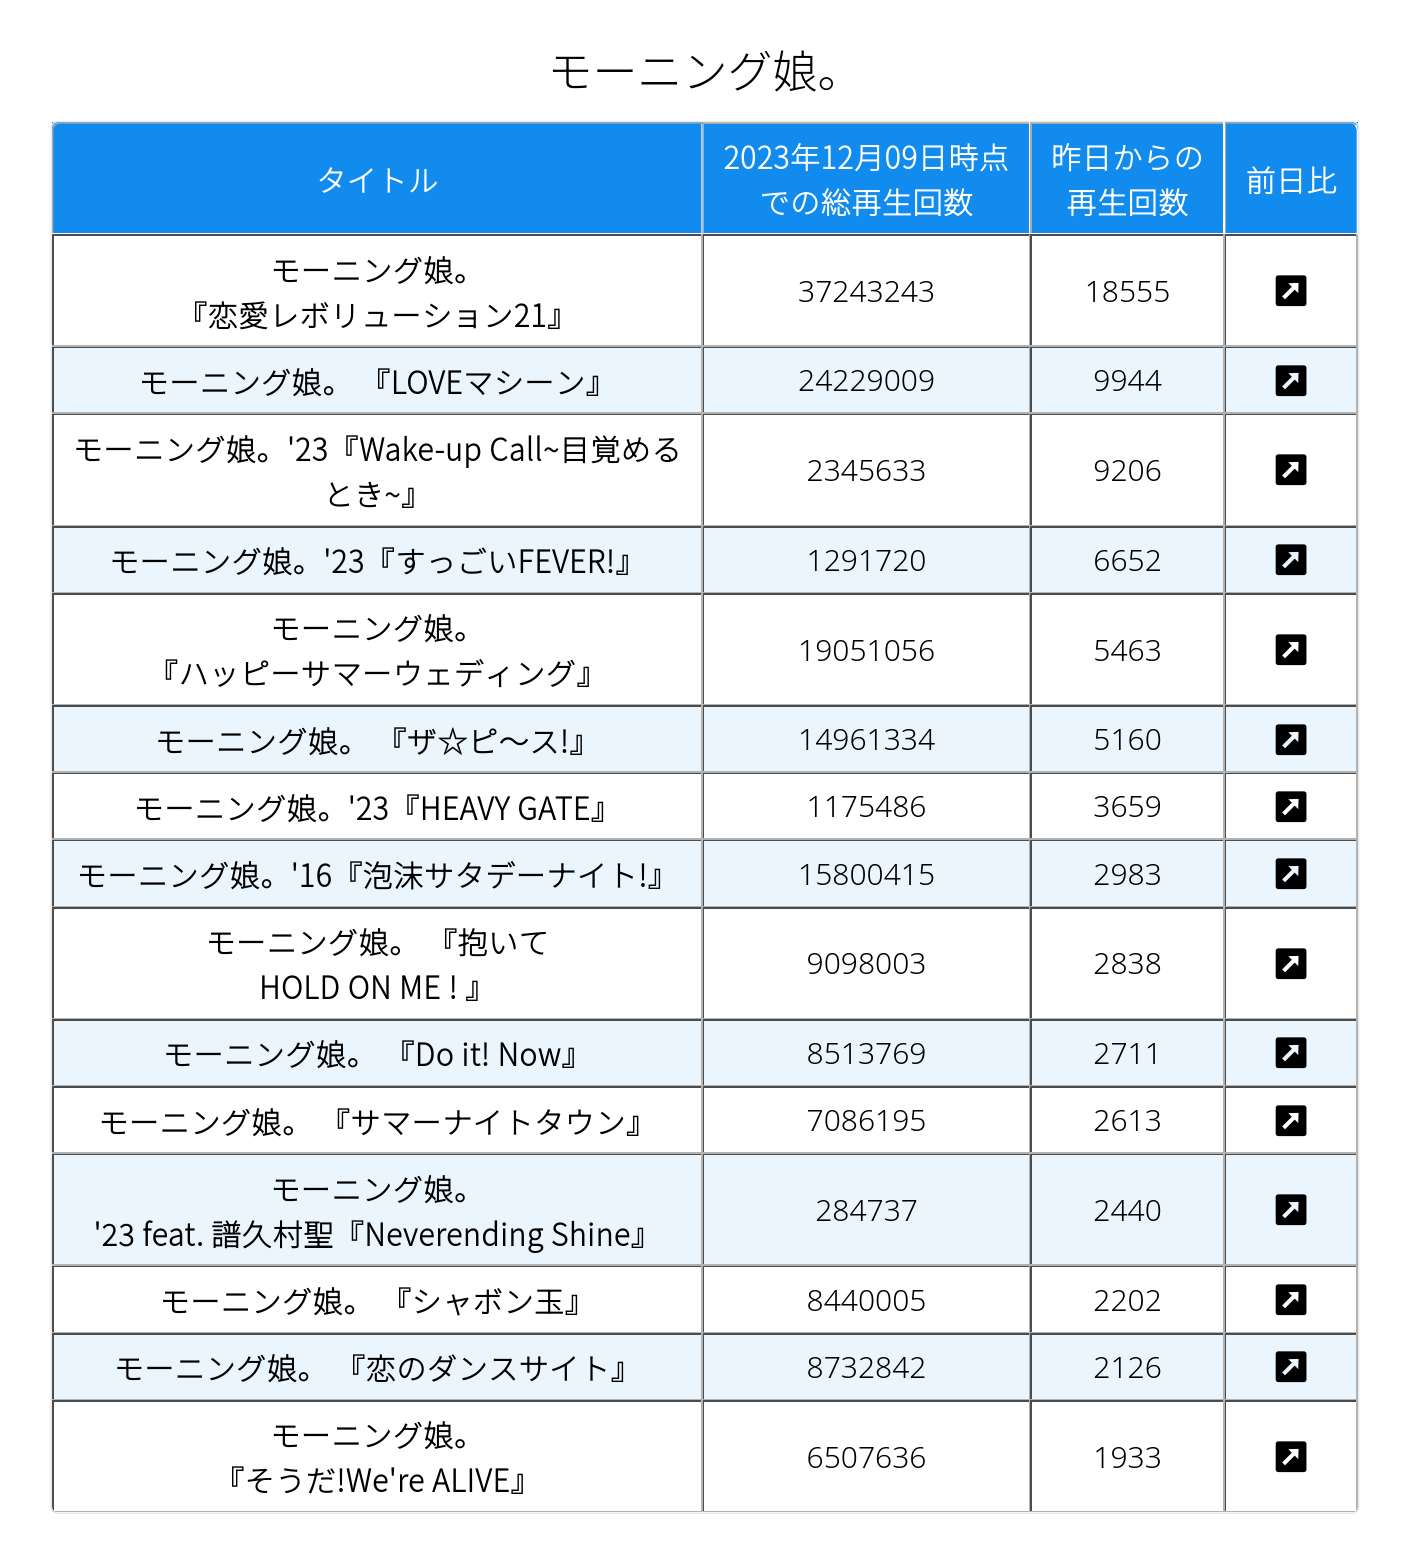 モーニング娘。
タイトル
2023年12月09日時点
での総再生回数
昨日からの
再生回数
前日比
モーニング娘。
『恋愛レボリューション21』
37243243
18555
モーニング娘。 『LOVEマシーン』
24229009
9944
モーニング娘。'23『Wake-up Call~目覚める
とき~』
2345633
9206
モーニング娘。'23『すっごいFEVER!』
1291720
6652
モーニング娘。
『ハッピーサマーウェディング』
19051056
5463
モーニング娘。 『ザ☆ピ〜ス!』
14961334
5160
モーニング娘。'23『HEAVY GATE』
1175486
3659
モーニング娘。'16『泡沫サタデーナイト!』
15800415
2983
モーニング娘。 『抱いて
HOLD ON ME ! 』
9098003
2838
モーニング娘。 『Do it! Now』
8513769
2711
モーニング娘。 『サマーナイトタウン』
7086195
2613
モーニング娘。
'23 feat. 譜久村聖『Neverending Shine』
284737
2440
モーニング娘。 『シャボン玉』
8440005
2202
モーニング娘。 『恋のダンスサイト』
8732842
2126
モーニング娘。
『そうだ!We're ALIVE』
6507636
1933